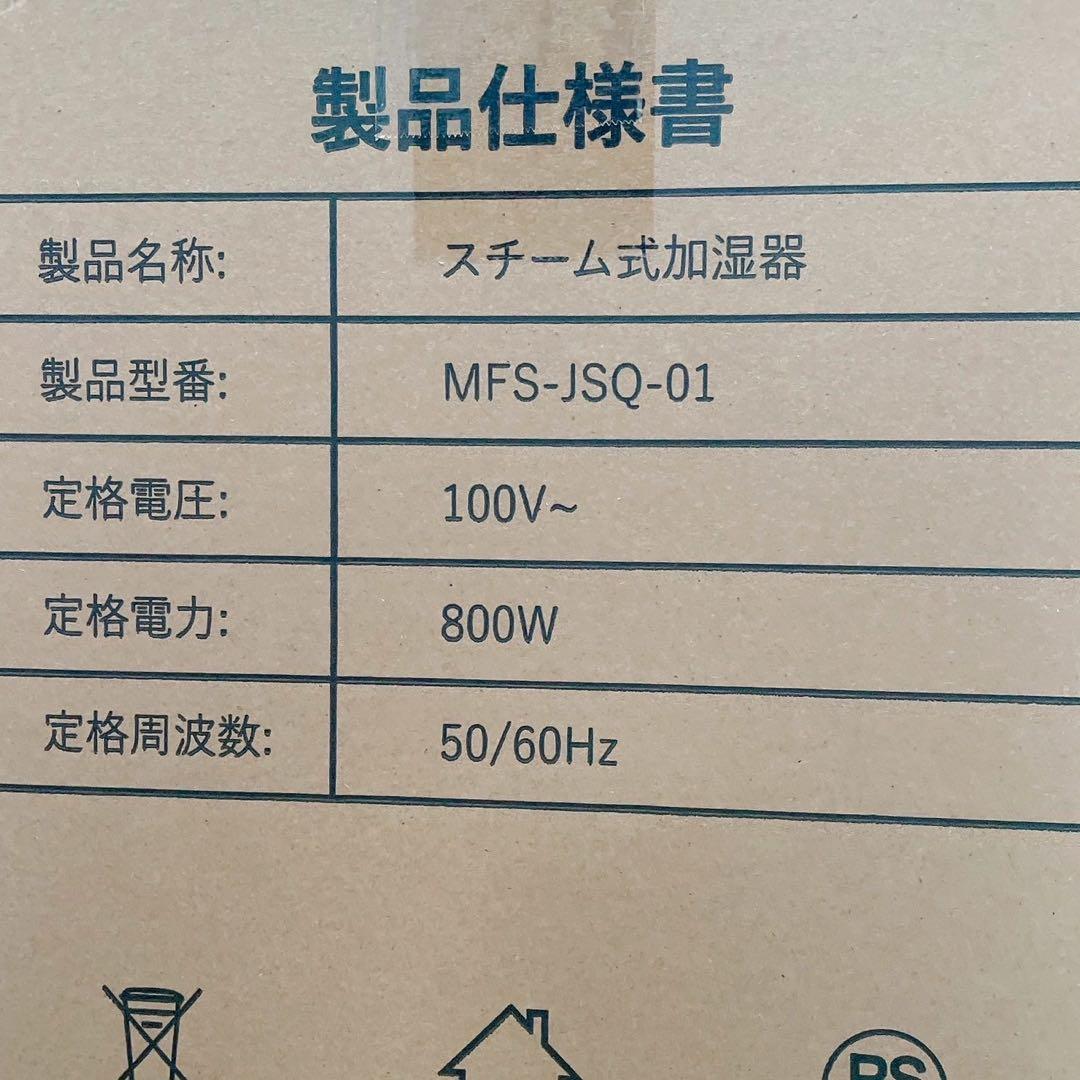 製品仕様書
製品名称: スチーム式加湿器
製品型番: MFS-JSQ-01
定格電圧: 100V~
定格電力: 800W
定格周波数: 50/60Hz
PS